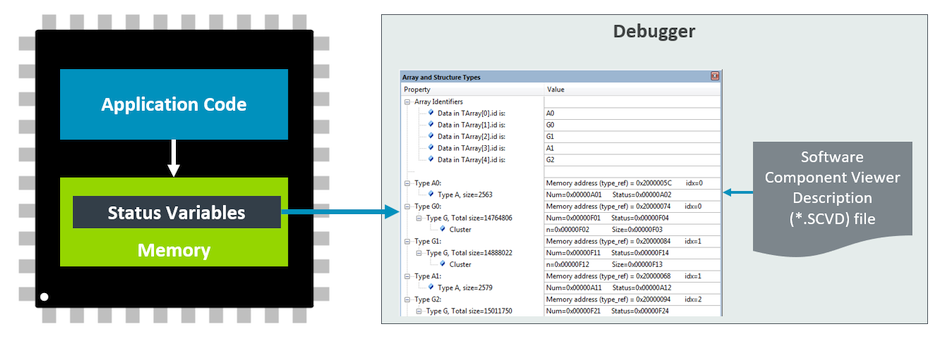 Application Code
Status Variables
Memory
Debugger
Array and Structure Types
Property Value
Array Identifiers
Data in TArray[0].id is: A0
Data in TArray[1].id is: G0
Data in TArray[2].id is: G1
Data in TArray[3].id is: A1
Data in TArray[4].id is: G2
Type A0: Memory address (type_ref) = 0x2000005C idx=0
Type A, size=2563 Num=0x00000A01 Status=0x00000A02
Type G0: Memory address (type_ref) = 0x20000074 idx=0
Type G, Total size=14764806 Num=0x00000F01 Status=0x00000F04
Cluster n=0x00000F02 Size=0x00000F03
Type G1: Memory address (type_ref) = 0x20000084 idx=1
Type G, Total size=14888022 Num=0x00000F11 Status=0x00000F14
Cluster n=0x00000F12 Size=0x00000F13
Type A1: Memory address (type_ref) = 0x20000068 idx=1
Type A, size=2579 Num=0x00000A11 Status=0x00000A12
Type G2: Memory address (type_ref) = 0x20000094 idx=2
Type G, Total size=15011750 Num=0x00000F21 Status=0x00000F24
Software
Component Viewer
Description
(*.SCVD) file